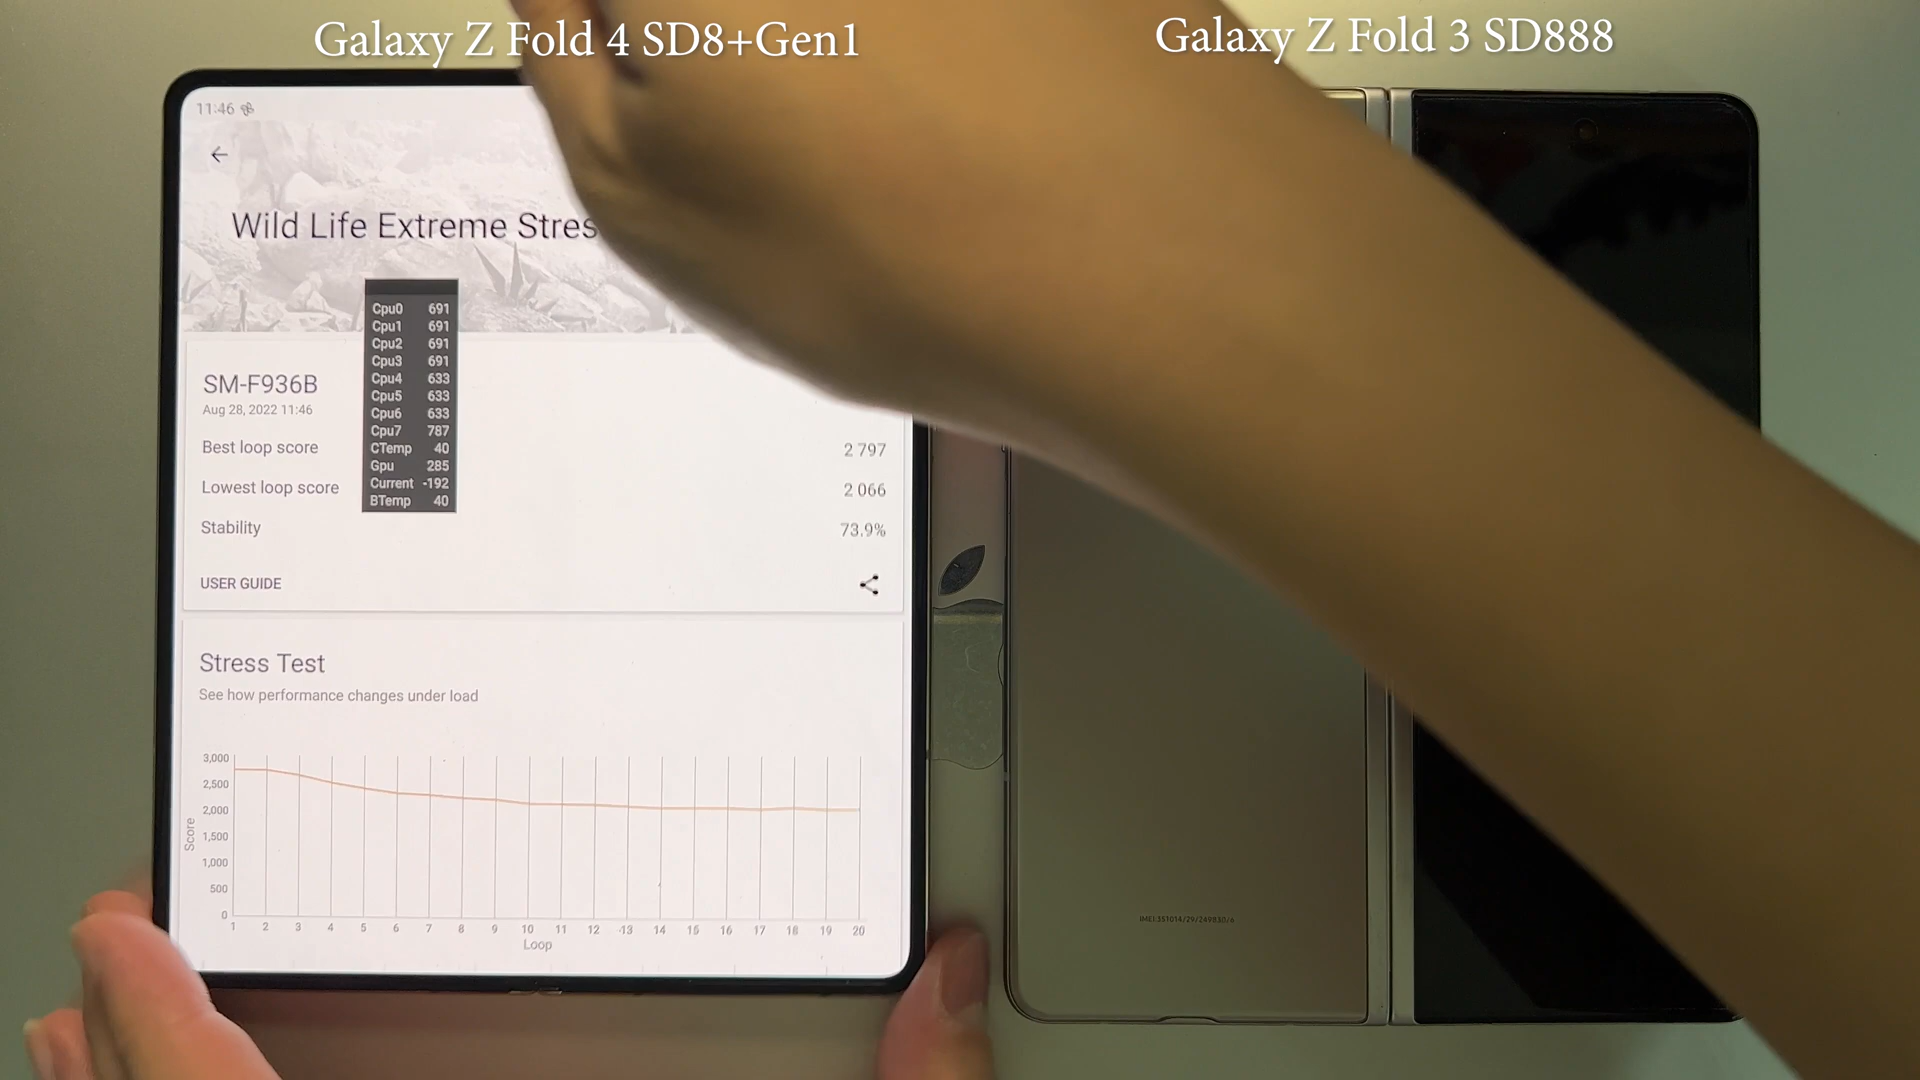 Galaxy Z Fold 4 SD8+Gen1
Galaxy Z Fold 3 SD888
11:46
Wild Life Extreme Stres
Cpu0 691
Cpu1 691
Cpu2 691
Cpu3 691
Cpu4 633
Cpu5 633
Cpu6 633
Cpu7 787
CTemp 40
Gpu 285
Current -192
BTemp 40
SM-F936B
Aug 28, 2022 11:46
Best loop score 2 797
Lowest loop score 2 066
Stability 73.9%
USER GUIDE
Stress Test
See how performance changes under load
3,000
2,500
2,000
1,500
1,000
500
0
Score
1 2 3 4 5 6 7 8 9 10 11 12 13 14 15 16 17 18 19 20
Loop